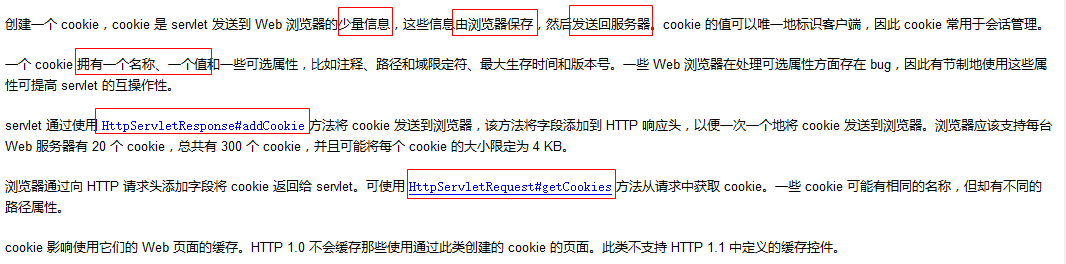 创建一个 cookie，cookie 是 servlet 发送到 Web 浏览器的少量信息，这些信息由浏览器保存，然后发送回服务器。cookie 的值可以唯一地标识客户端，因此 cookie 常用于会话管理。
一个 cookie 拥有一个名称、一个值和一些可选属性，比如注释、路径和域限定符、最大生存时间和版本号。一些 Web 浏览器在处理可选属性方面存在 bug，因此有节制地使用这些属
性可提高 servlet 的互操作性。
servlet 通过使用 HttpServletResponse#addCookie 方法将 cookie 发送到浏览器，该方法将字段添加到 HTTP 响应头，以便一次一个地将 cookie 发送到浏览器。浏览器应该支持每台
Web 服务器有 20 个 cookie，总共有 300 个 cookie，并且可能将每个 cookie 的大小限定为 4 KB。
浏览器通过向 HTTP 请求头添加字段将 cookie 返回给 servlet。可使用 HttpServletRequest#getCookies 方法从请求中获取 cookie。一些 cookie 可能有相同的名称，但却有不同的
路径属性。
cookie 影响使用它们的 Web 页面的缓存。HTTP 1.0 不会缓存那些使用通过此类创建的 cookie 的页面。此类不支持 HTTP 1.1 中定义的缓存控件。